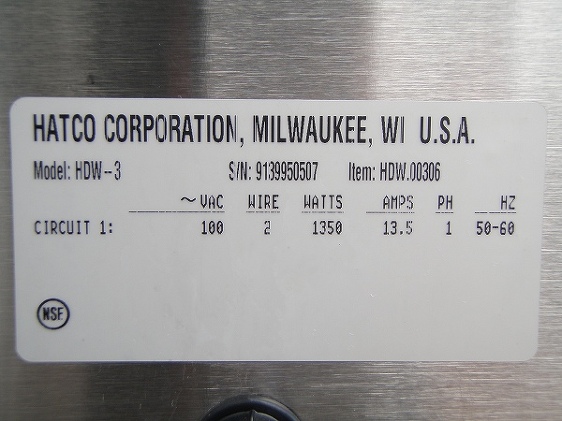 HATCO CORPORATION, MILWAUKEE, WI U.S.A.
Model: HDW--3 S/N: 9139950507 Item: HDW.00306
~VAC WIRE WATTS AMPS PH HZ
CIRCUIT 1: 100 2 1350 13.5 1 50-60
NSF